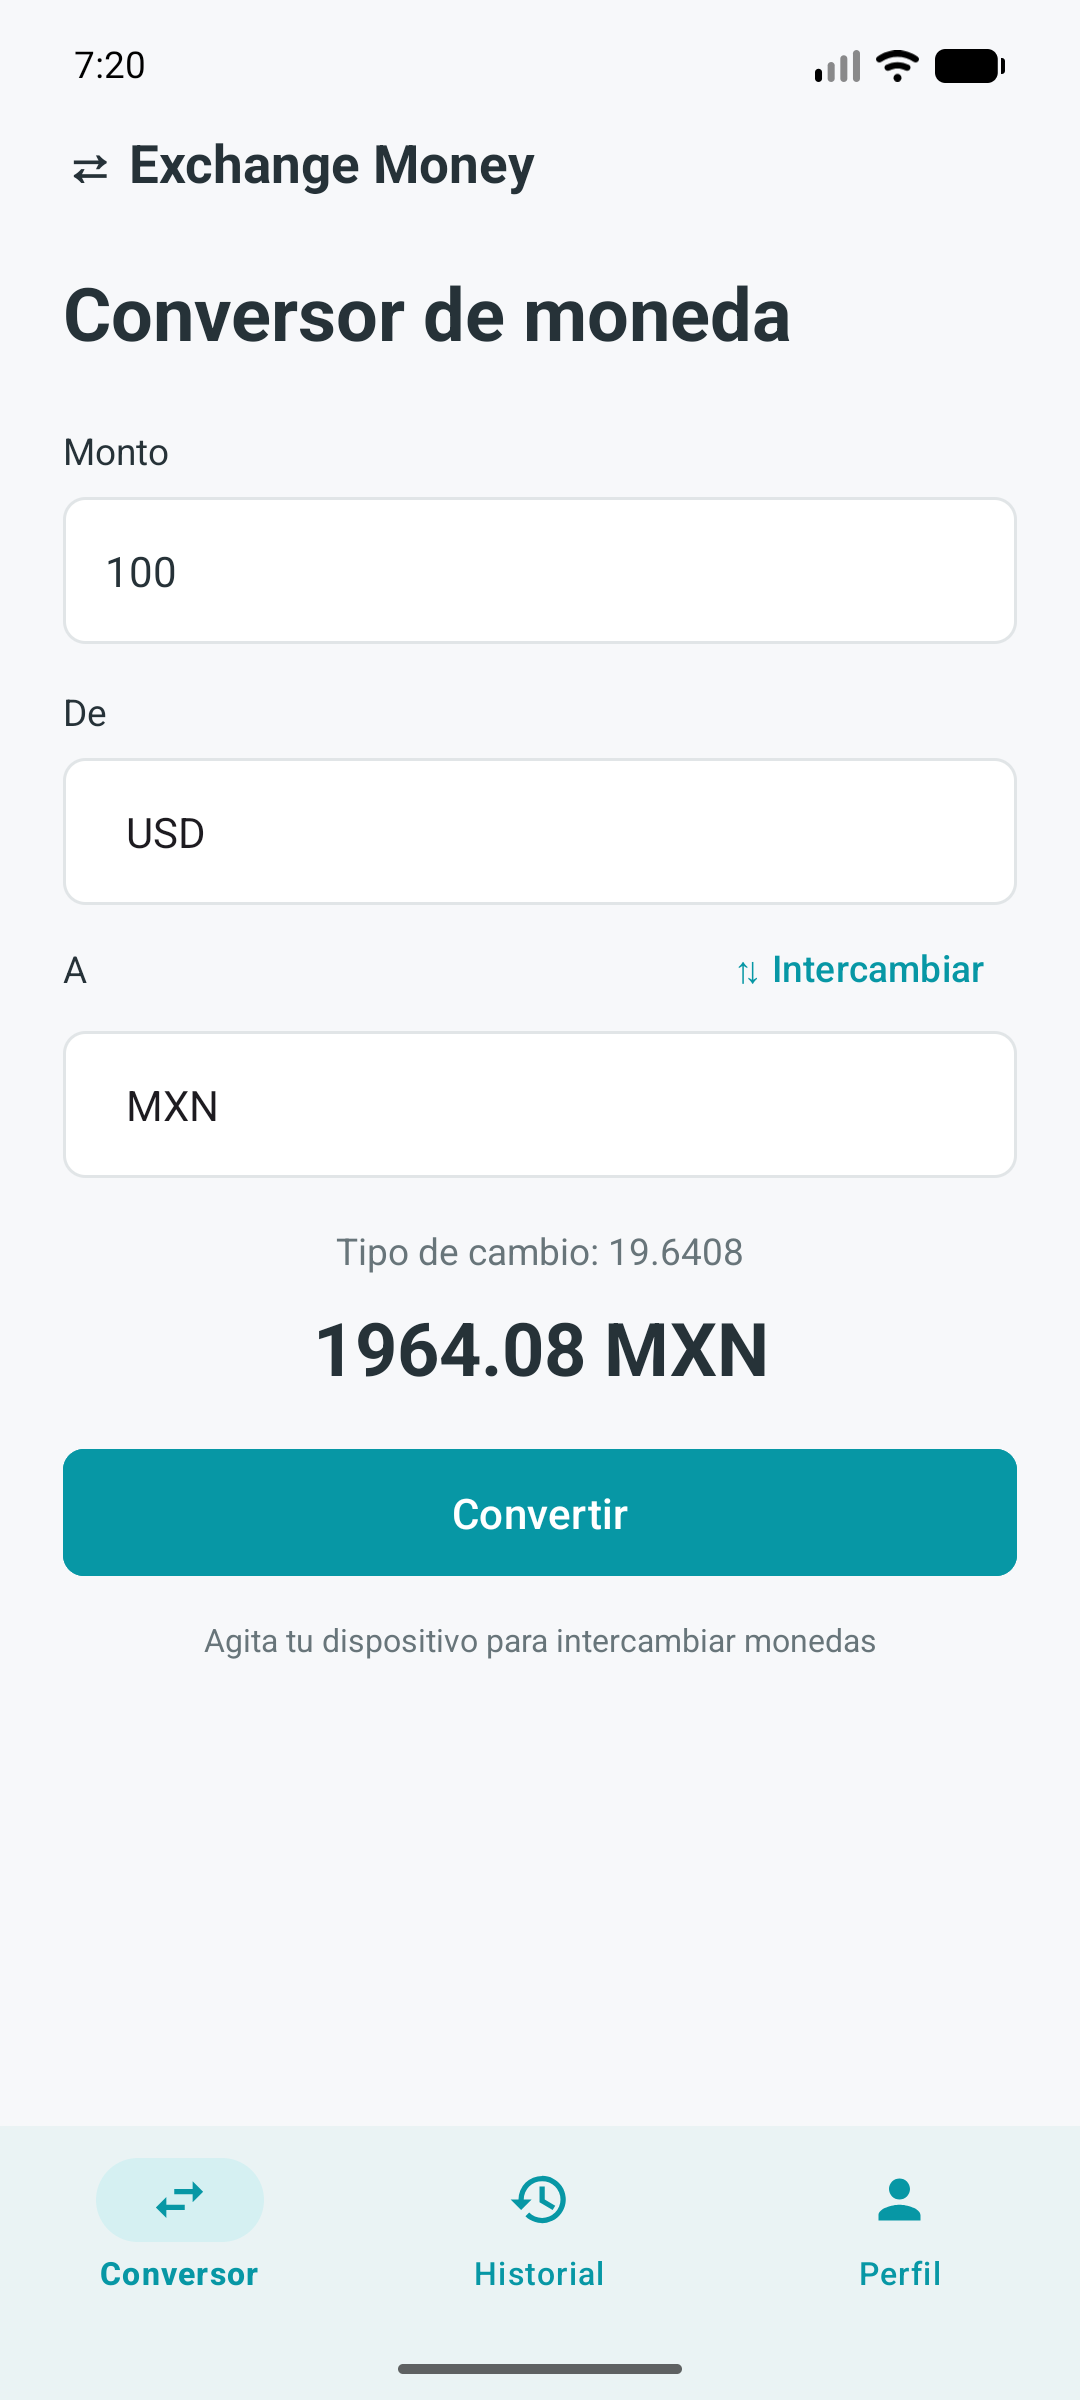 7:20
⇄ Exchange Money
Conversor de moneda
Monto
100
De
USD
A
⇅ Intercambiar
MXN
Tipo de cambio: 19.6408
1964.08 MXN
Convertir
Agita tu dispositivo para intercambiar monedas
Conversor
Historial
Perfil